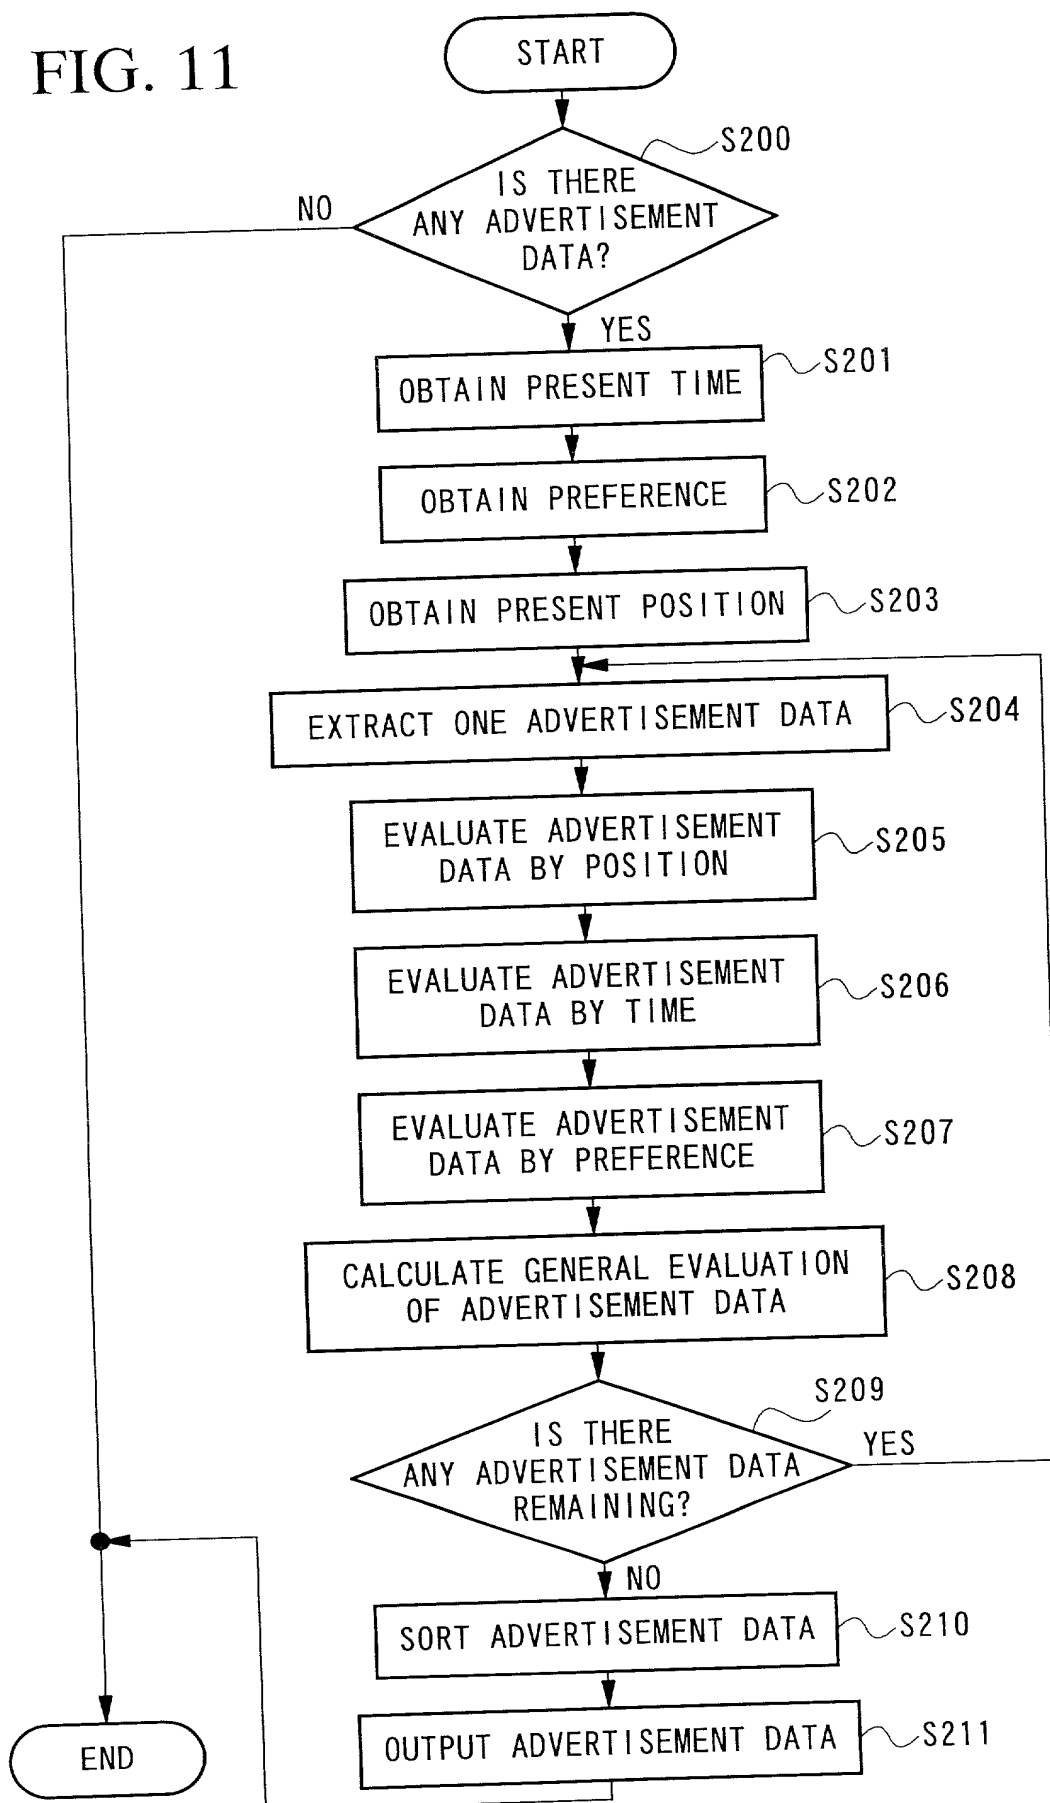 FIG. 11
START
S200
IS THERE
ANY ADVERTISEMENT
DATA?
NO
YES
OBTAIN PRESENT TIME
S201
OBTAIN PREFERENCE
S202
OBTAIN PRESENT POSITION
S203
EXTRACT ONE ADVERTISEMENT DATA
S204
EVALUATE ADVERTISEMENT
DATA BY POSITION
S205
EVALUATE ADVERTISEMENT
DATA BY TIME
S206
EVALUATE ADVERTISEMENT
DATA BY PREFERENCE
S207
CALCULATE GENERAL EVALUATION
OF ADVERTISEMENT DATA
S208
S209
IS THERE
ANY ADVERTISEMENT DATA
REMAINING?
YES
NO
SORT ADVERTISEMENT DATA
S210
OUTPUT ADVERTISEMENT DATA
S211
END